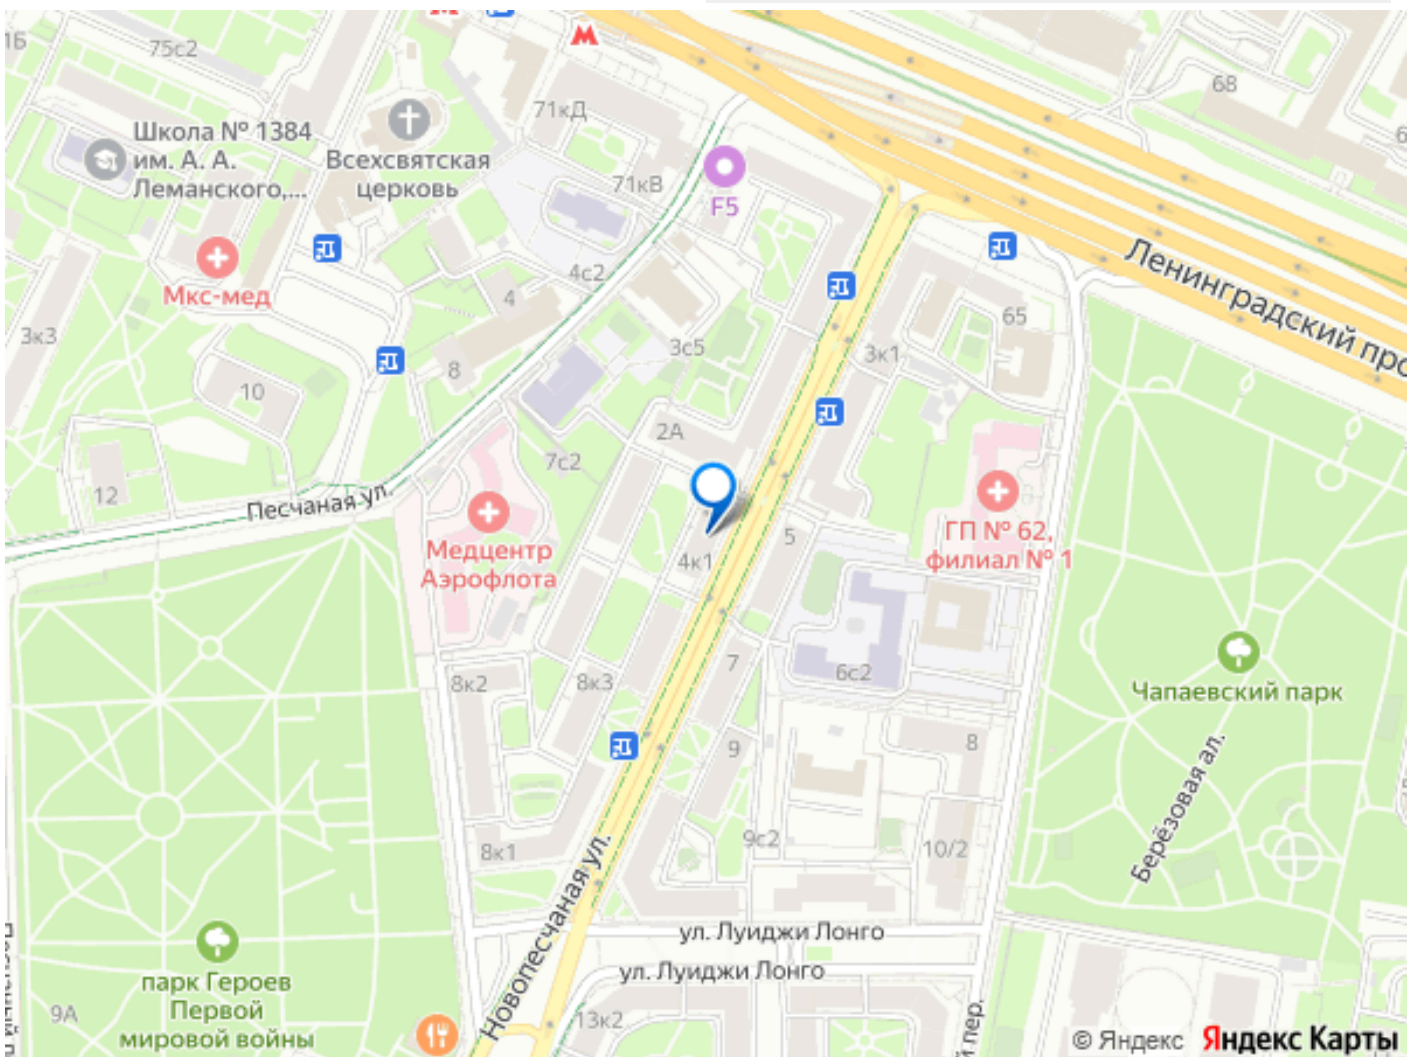 1Б
75с2
71кД
68
Школа № 1384
им. А. А.
Леманского,...
Всехсвятская
церковь
71кВ
F5
Ленинградский про
Мкс-мед
4с2
4
65
3к3
3с5
3к1
8
10
2А
7с2
12
Песчаная ул.
Медцентр
Аэрофлота
ГП № 62,
филиал № 1
5
4к1
7
6с2
8к2
8к3
Чапаевский парк
9
8
Берёзовая ал.
9с2
10/2
8к1
Новопесчаная ул.
ул. Луиджи Лонго
ул. Луиджи Лонго
парк Героев
Первой
мировой войны
9А
13к2
й пер.
© Яндекс Яндекс Карты